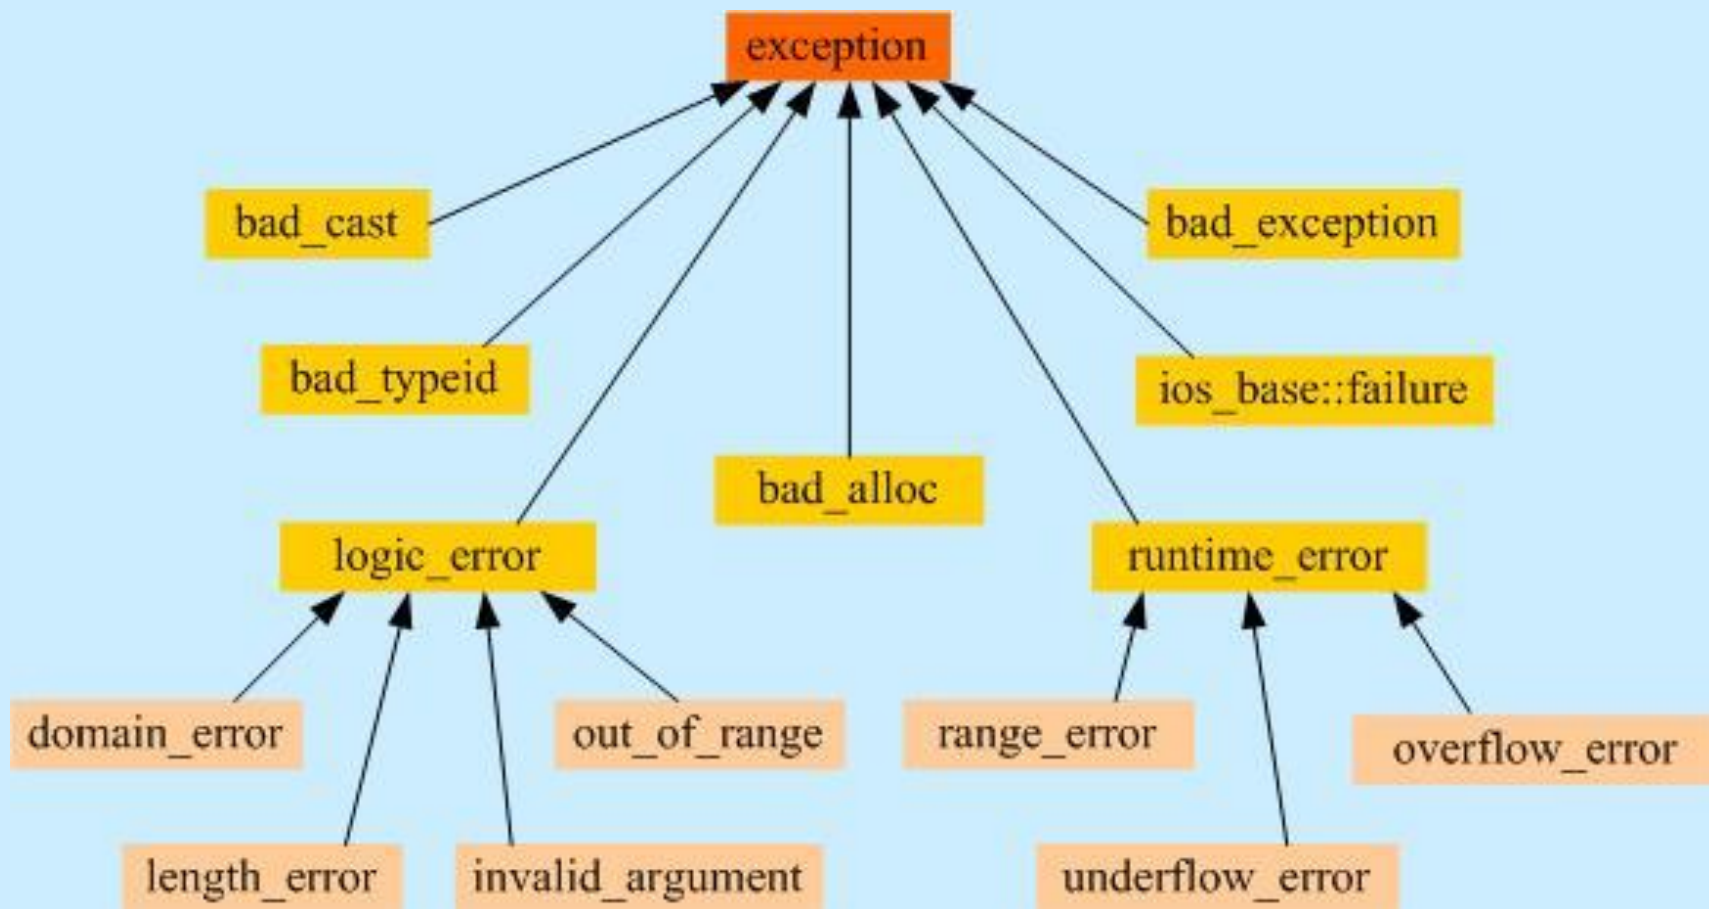 exception
bad_cast
bad_exception
bad_typeid
ios_base::failure
bad_alloc
logic_error
runtime_error
domain_error
out_of_range
range_error
overflow_error
length_error
invalid_argument
underflow_error